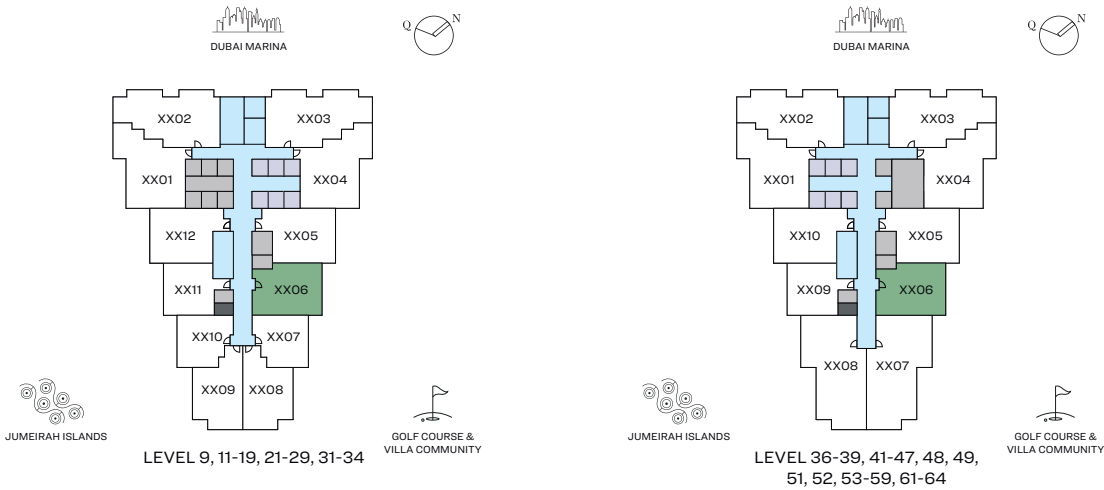 DUBAI MARINA
Q N
XX02 XX03
XX01 XX04
XX12 XX05
XX11 XX06
XX10 XX07
XX09 XX08
JUMEIRAH ISLANDS
GOLF COURSE &
VILLA COMMUNITY
LEVEL 9, 11-19, 21-29, 31-34
DUBAI MARINA
Q N
XX02 XX03
XX01 XX04
XX10 XX05
XX09 XX06
XX08 XX07
JUMEIRAH ISLANDS
GOLF COURSE &
VILLA COMMUNITY
LEVEL 36-39, 41-47, 48, 49,
51, 52, 53-59, 61-64